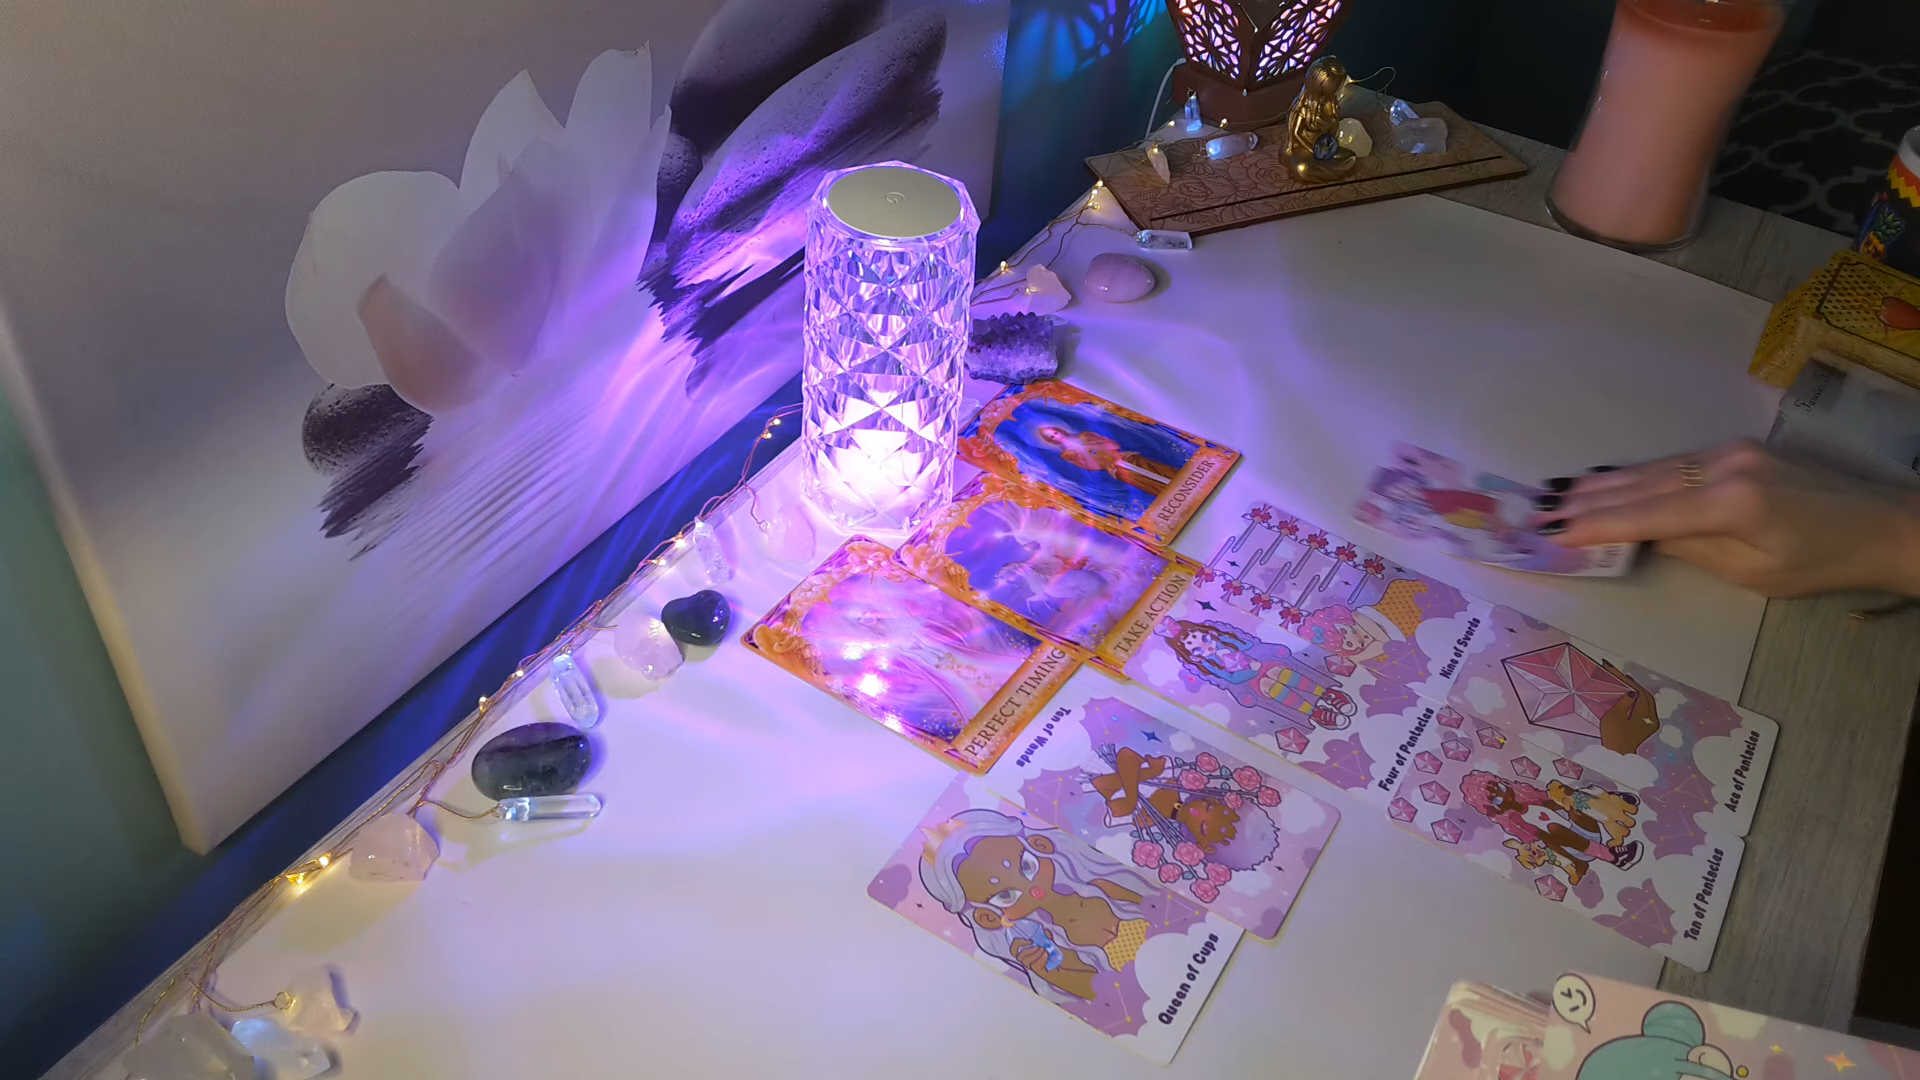 RECONSIDER
TAKE ACTION
PERFECT TIMING
Nine of Swords
Four of Pentacles
Ace of Pentacles
Ten of Pentacles
Ten of Wands
Queen of Cups